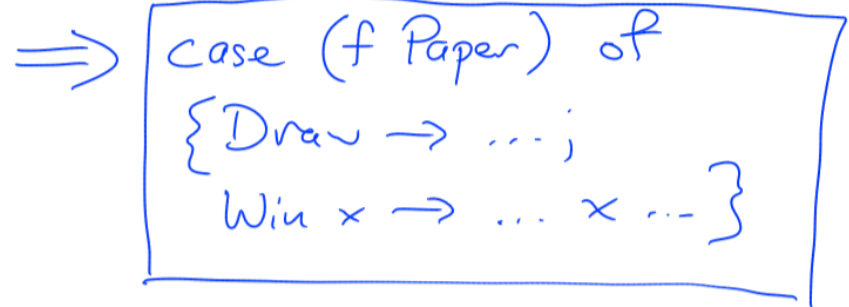 ⇒ case (f Paper) of
{Draw → ...;
Win x → ... x ...}